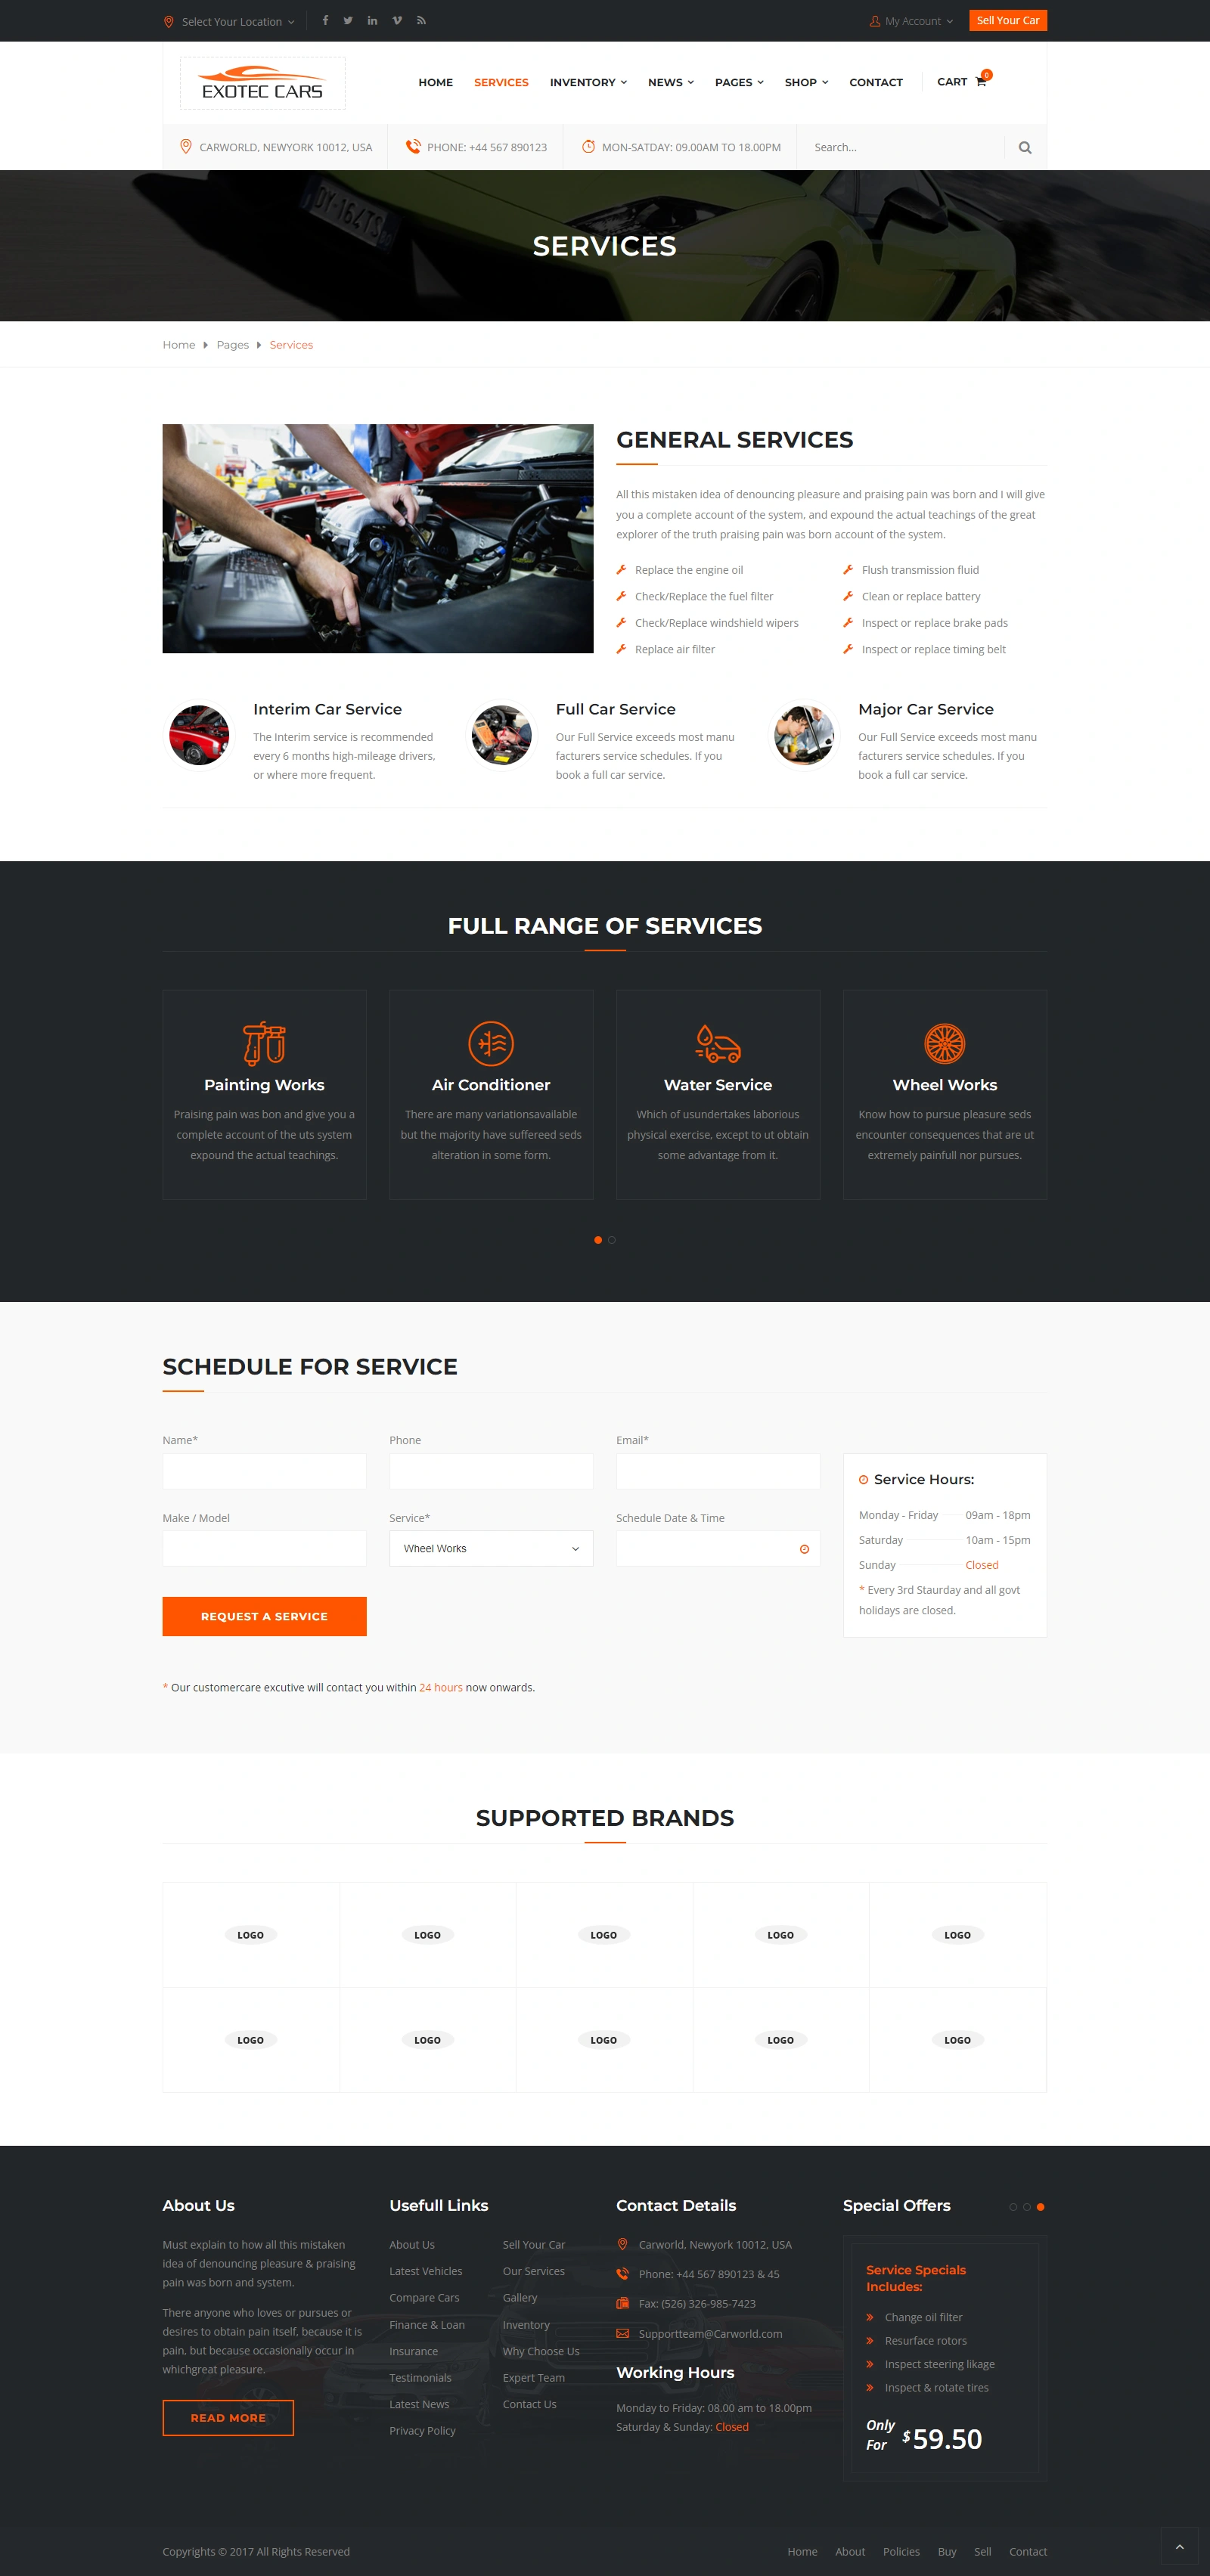 Select Your Location
My Account
Sell Your Car
EXOTEC CARS
HOME SERVICES INVENTORY NEWS PAGES SHOP CONTACT CART 0
CARWORLD, NEWYORK 10012, USA
PHONE: +44 567 890123
MON-SATDAY: 09.00AM TO 18.00PM
Search...
SERVICES
Home Pages Services
GENERAL SERVICES
All this mistaken idea of denouncing pleasure and praising pain was born and I will give
you a complete account of the system, and expound the actual teachings of the great
explorer of the truth praising pain was born account of the system.
Replace the engine oil
Check/Replace the fuel filter
Check/Replace windshield wipers
Replace air filter
Flush transmission fluid
Clean or replace battery
Inspect or replace brake pads
Inspect or replace timing belt
Interim Car Service
The Interim service is recommended
every 6 months high-mileage drivers,
or where more frequent.
Full Car Service
Our Full Service exceeds most manu
facturers service schedules. If you
book a full car service.
Major Car Service
Our Full Service exceeds most manu
facturers service schedules. If you
book a full car service.
FULL RANGE OF SERVICES
Painting Works
Praising pain was bon and give you a
complete account of the uts system
expound the actual teachings.
Air Conditioner
There are many variationsavailable
but the majority have suffereed seds
alteration in some form.
Water Service
Which of usundertakes laborious
physical exercise, except to ut obtain
some advantage from it.
Wheel Works
Know how to pursue pleasure seds
encounter consequences that are ut
extremely painfull nor pursues.
SCHEDULE FOR SERVICE
Name*
Phone
Email*
Make / Model
Service*
Wheel Works
Schedule Date & Time
REQUEST A SERVICE
Service Hours:
Monday - Friday 09am - 18pm
Saturday 10am - 15pm
Sunday Closed
* Every 3rd Staurday and all govt
holidays are closed.
* Our customercare excutive will contact you within 24 hours now onwards.
SUPPORTED BRANDS
LOGO LOGO LOGO LOGO LOGO
LOGO LOGO LOGO LOGO LOGO
About Us
Must explain to how all this mistaken
idea of denouncing pleasure & praising
pain was born and system.
There anyone who loves or pursues or
desires to obtain pain itself, because it is
pain, but because occasionally occur in
whichgreat pleasure.
READ MORE
Usefull Links
About Us
Latest Vehicles
Compare Cars
Finance & Loan
Insurance
Testimonials
Latest News
Privacy Policy
Sell Your Car
Our Services
Gallery
Inventory
Why Choose Us
Expert Team
Contact Us
Contact Details
Carworld, Newyork 10012, USA
Phone: +44 567 890123 & 45
Fax: (526) 326-985-7423
Supportteam@Carworld.com
Working Hours
Monday to Friday: 08.00 am to 18.00pm
Saturday & Sunday: Closed
Special Offers
Service Specials
Includes:
Change oil filter
Resurface rotors
Inspect steering likage
Inspect & rotate tires
Only
For $59.50
Copyrights © 2017 All Rights Reserved
Home About Policies Buy Sell Contact